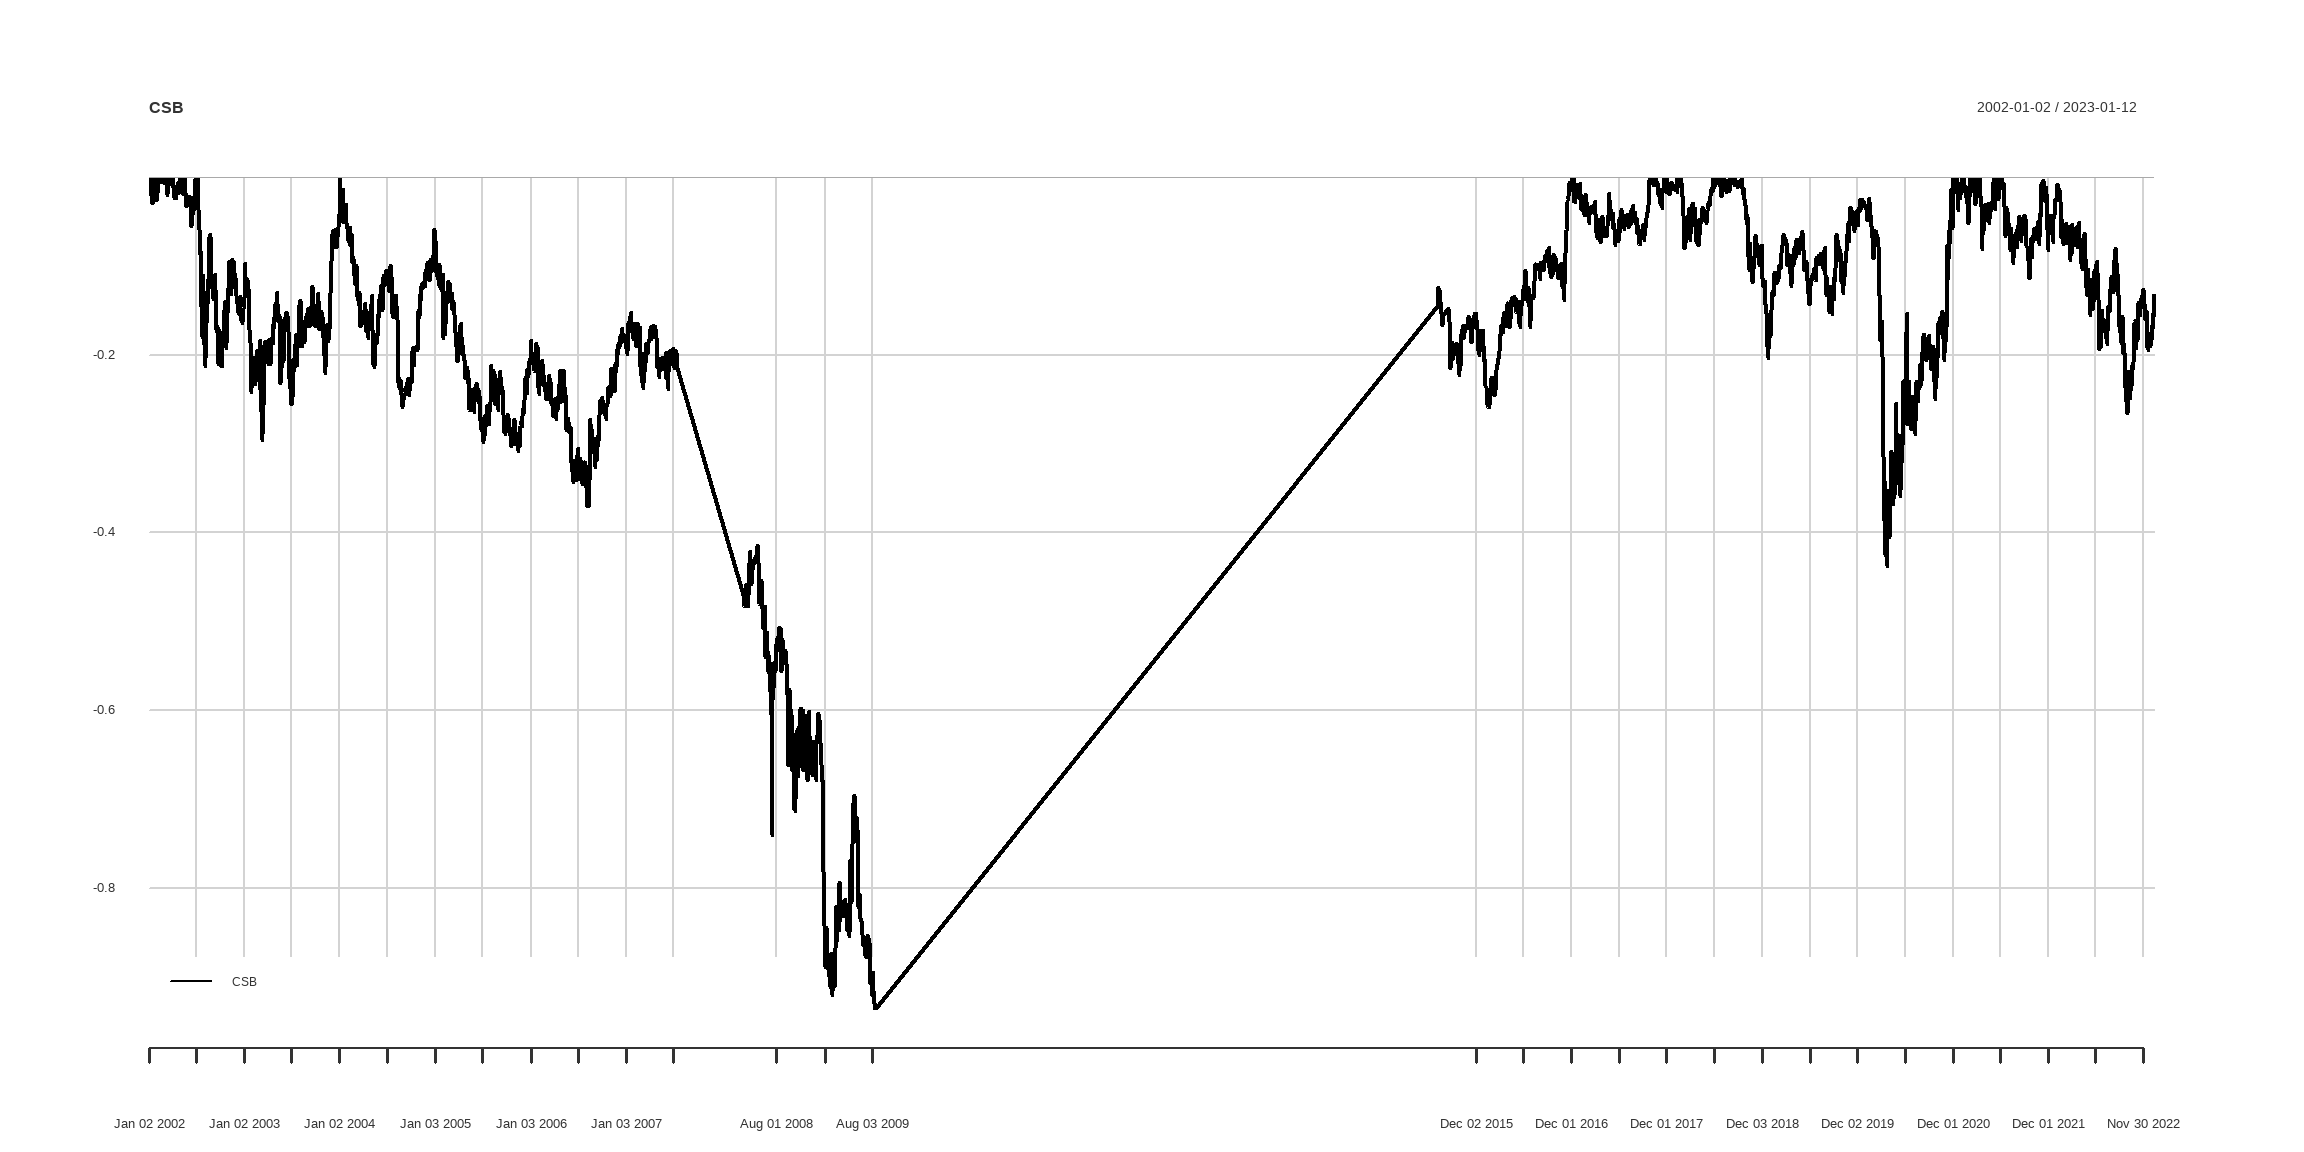 CSB
2002-01-02 / 2023-01-12
-0.2
-0.4
-0.6
-0.8
CSB
Jan 02 2002 Jan 02 2003 Jan 02 2004 Jan 03 2005 Jan 03 2006 Jan 03 2007 Aug 01 2008 Aug 03 2009 Dec 02 2015 Dec 01 2016 Dec 01 2017 Dec 03 2018 Dec 02 2019 Dec 01 2020 Dec 01 2021 Nov 30 2022